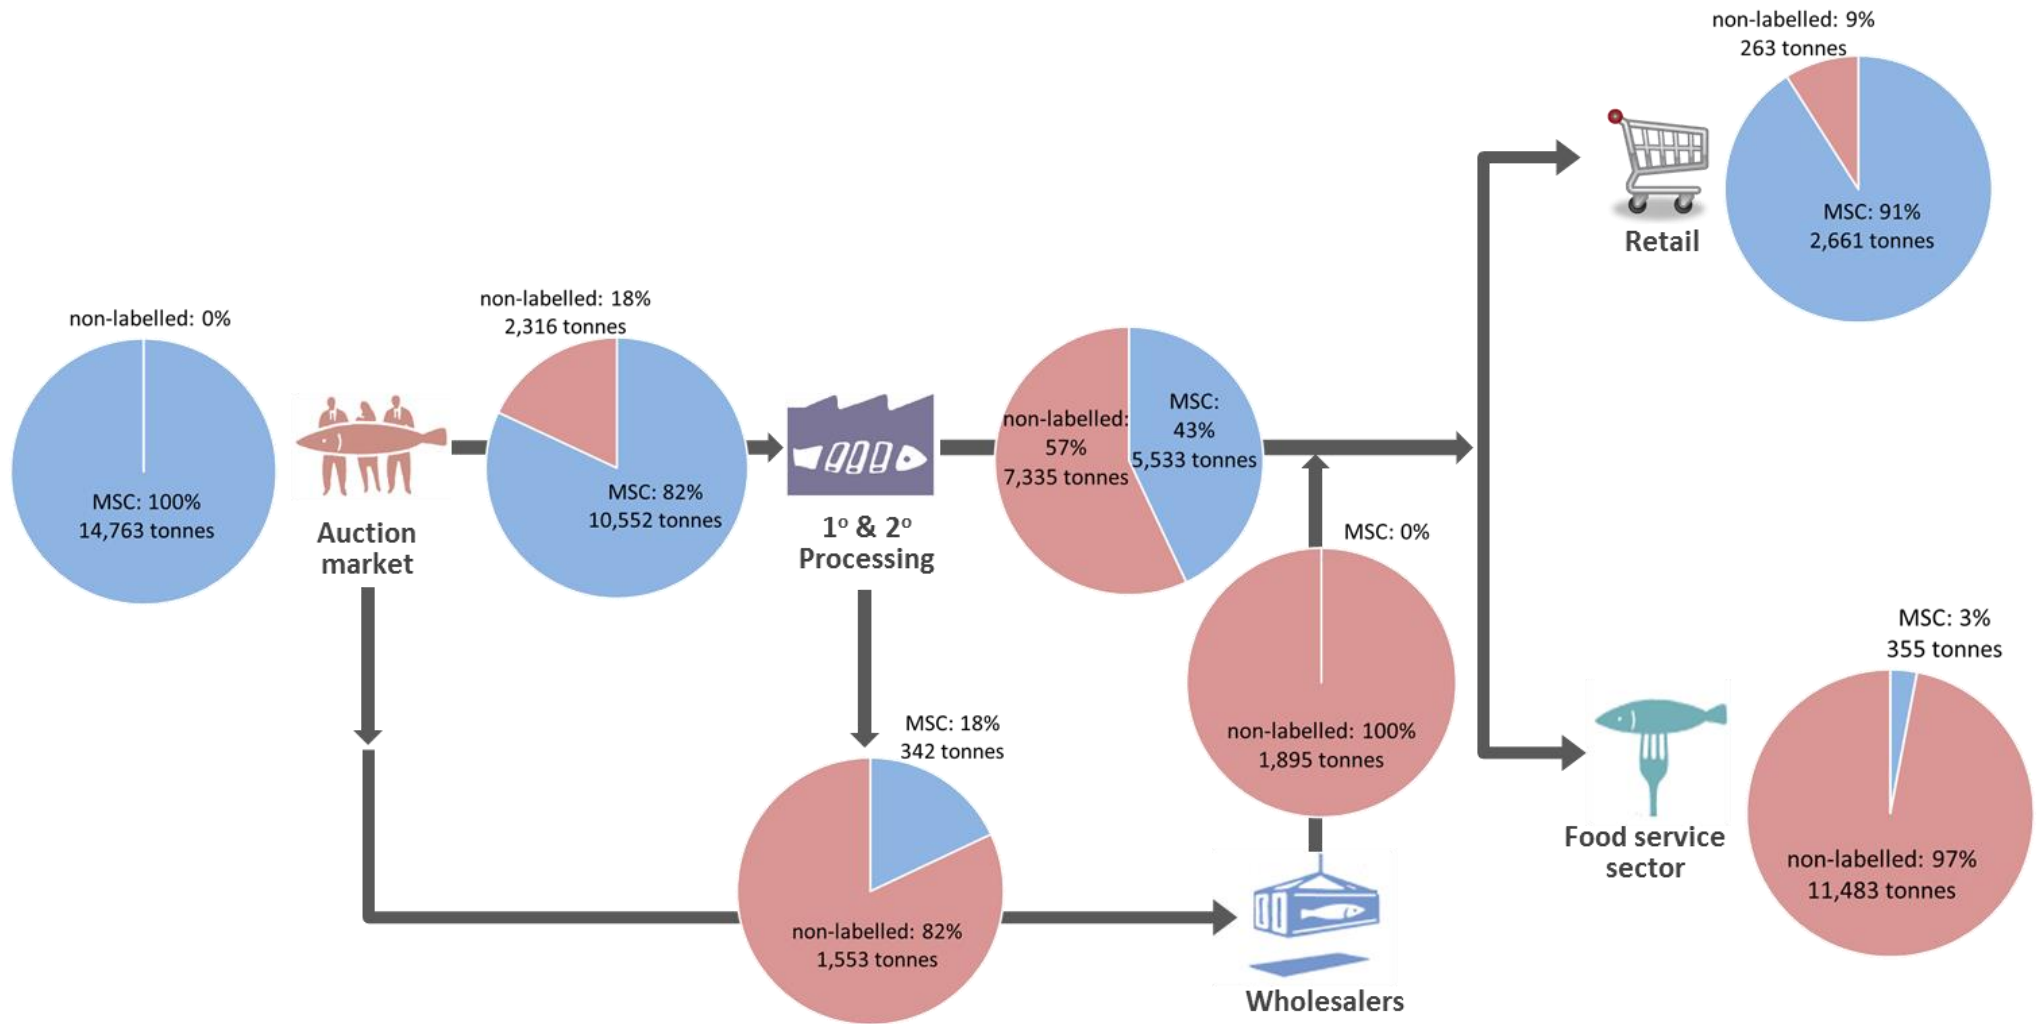 non-labelled: 0%
MSC: 100%
14,763 tonnes
Auction
market
non-labelled: 18%
2,316 tonnes
MSC: 82%
10,552 tonnes
1º & 2º
Processing
non-labelled:
57%
7,335 tonnes
MSC:
43%
5,533 tonnes
MSC: 18%
342 tonnes
non-labelled: 82%
1,553 tonnes
MSC: 0%
non-labelled: 100%
1,895 tonnes
Wholesalers
non-labelled: 9%
263 tonnes
MSC: 91%
2,661 tonnes
Retail
MSC: 3%
355 tonnes
non-labelled: 97%
11,483 tonnes
Food service
sector